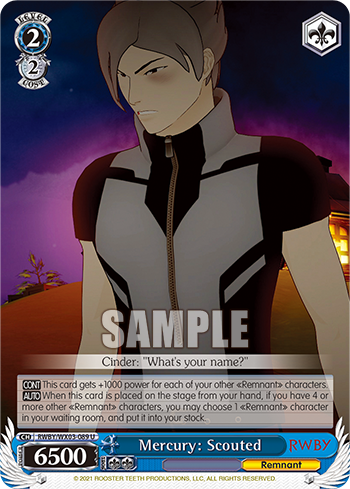 LEVEL
2
2
COST
SAMPLE
Cinder: "What's your name?"
CONT This card gets +1000 power for each of your other «Remnant» characters.
AUTO When this card is placed on the stage from your hand, if you have 4 or
more other «Remnant» characters, you may choose 1 «Remnant» character
in your waiting room, and put it into your stock.
CH RWBY/WX03-089 U
POWER
6500
Mercury: Scouted
RWBY
Remnant
© 2021 ROOSTER TEETH PRODUCTIONS, LLC, ALL RIGHTS RESERVED.